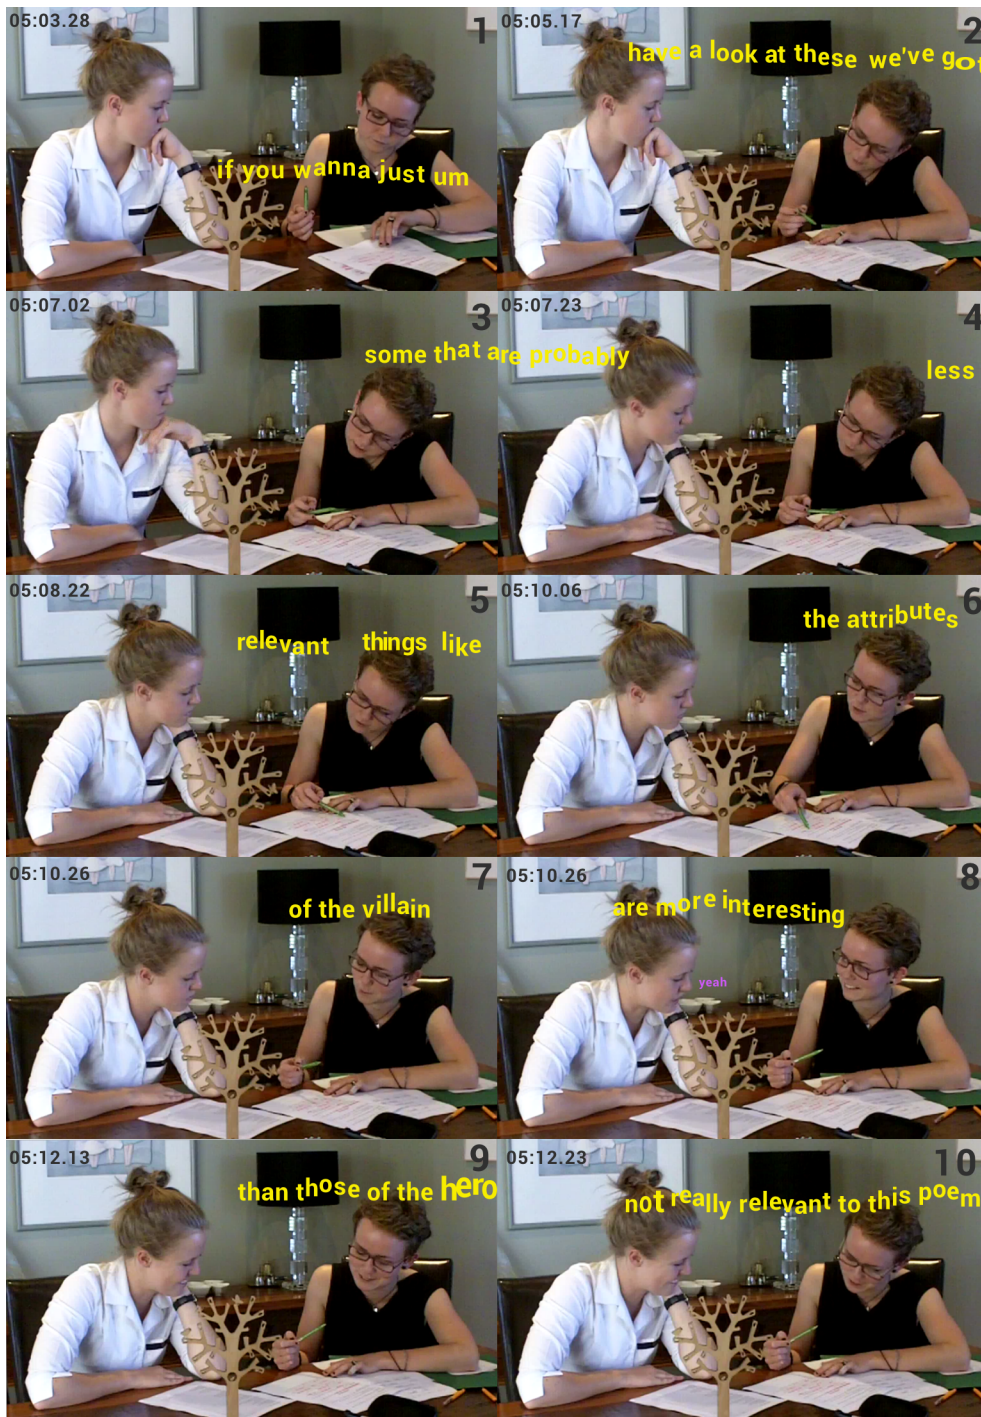 05:03.28
1
if you wanna just um
05:05.17
2
have a look at these we've got
05:07.02
3
some that are probably
05:07.23
4
less
05:08.22
5
relevant things like
05:10.06
6
the attributes
05:10.26
7
of the villain
05:10.26
8
are more interesting
yeah
05:12.13
9
than those of the hero
05:12.23
10
not really relevant to this poem